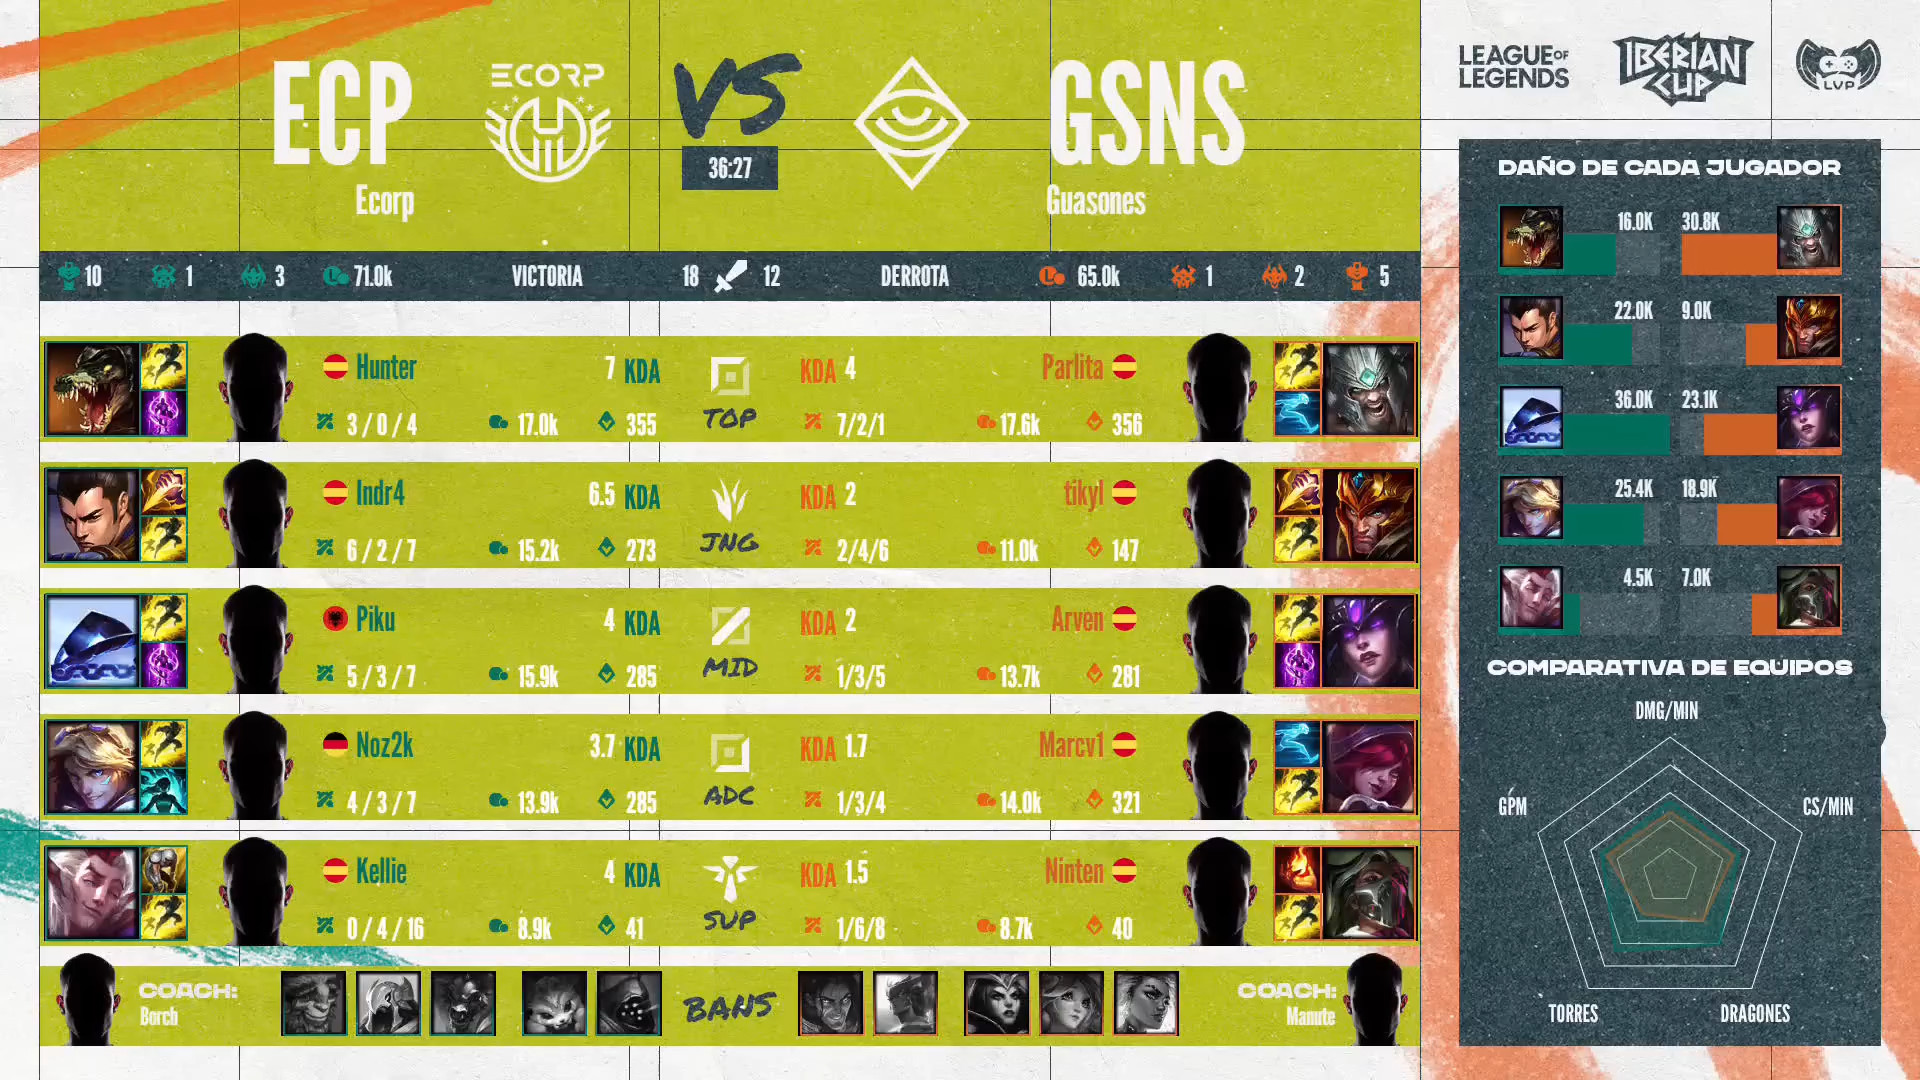 ECP
Ecorp
ECORP
VS
36:27
GSNS
Guasones
LEAGUE OF LEGENDS
IBERIAN CUP
LVP
10 1 3 71.0k VICTORIA 18 12 DERROTA 65.0k 1 2 5
Hunter 7 KDA
3 / 0 / 4 17.0k 355
TOP
KDA 4 Parlita
7/2/1 17.6k 356
Indr4 6.5 KDA
6 / 2 / 7 15.2k 273
JNG
KDA 2 tikyl
2/4/6 11.0k 147
Piku 4 KDA
5 / 3 / 7 15.9k 285
MID
KDA 2 Arven
1/3/5 13.7k 281
Noz2k 3.7 KDA
4 / 3 / 7 13.9k 285
ADC
KDA 1.7 Marcv1
1/3/4 14.0k 321
Kellie 4 KDA
0 / 4 / 16 8.9k 41
SUP
KDA 1.5 Ninten
1/6/8 8.7k 40
COACH:
Borch
BANS
COACH:
Manute
DAÑO DE CADA JUGADOR
16.0K 30.8K
22.0K 9.0K
36.0K 23.1K
25.4K 18.9K
4.5K 7.0K
COMPARATIVA DE EQUIPOS
DMG/MIN
GPM
CS/MIN
TORRES
DRAGONES